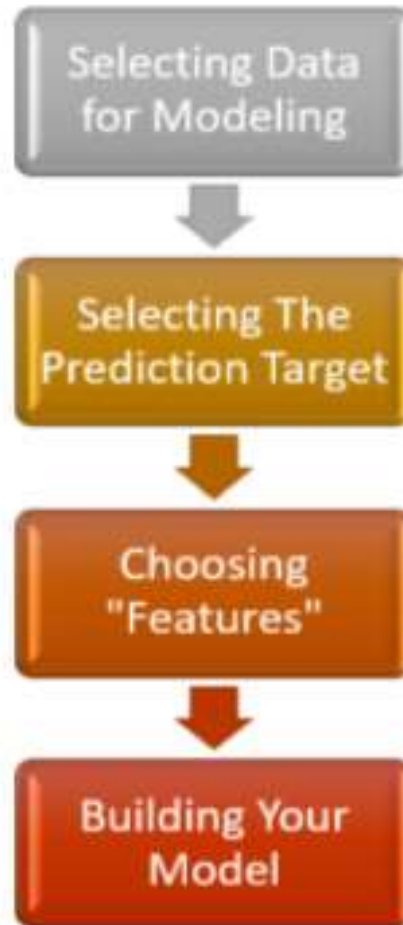 Selecting Data
for Modeling
Selecting The
Prediction Target
Choosing
"Features"
Building Your
Model